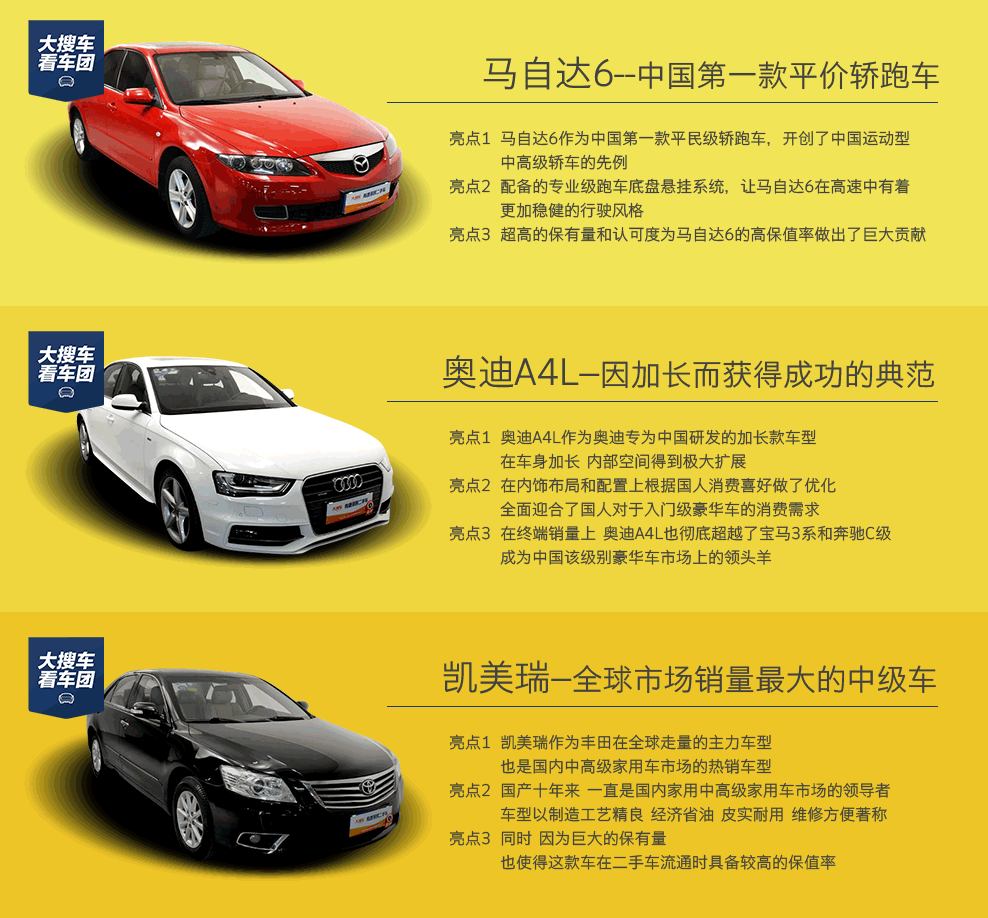 大搜车
看车团
马自达6--中国第一款平价轿跑车
亮点1 马自达6作为中国第一款平民级轿跑车，开创了中国运动型
中高级轿车的先例
亮点2 配备的专业级跑车底盘悬挂系统，让马自达6在高速中有着
更加稳健的行驶风格
亮点3 超高的保有量和认可度为马自达6的高保值率做出了巨大贡献
大搜车
看车团
奥迪A4L—因加长而获得成功的典范
亮点1 奥迪A4L作为奥迪专为中国研发的加长款车型
在车身加长 内部空间得到极大扩展
亮点2 在内饰布局和配置上根据国人消费喜好做了优化
全面迎合了国人对于入门级豪华车的消费需求
亮点3 在终端销量上 奥迪A4L也彻底超越了宝马3系和奔驰C级
成为中国该级别豪华车市场上的领头羊
大搜车
看车团
凯美瑞—全球市场销量最大的中级车
亮点1 凯美瑞作为丰田在全球走量的主力车型
也是国内中高级家用车市场的热销车型
亮点2 国产十年来 一直是国内家用中高级家用车市场的领导者
车型以制造工艺精良 经济省油 皮实耐用 维修方便著称
亮点3 同时 因为巨大的保有量
也使得这款车在二手车流通时具备较高的保值率